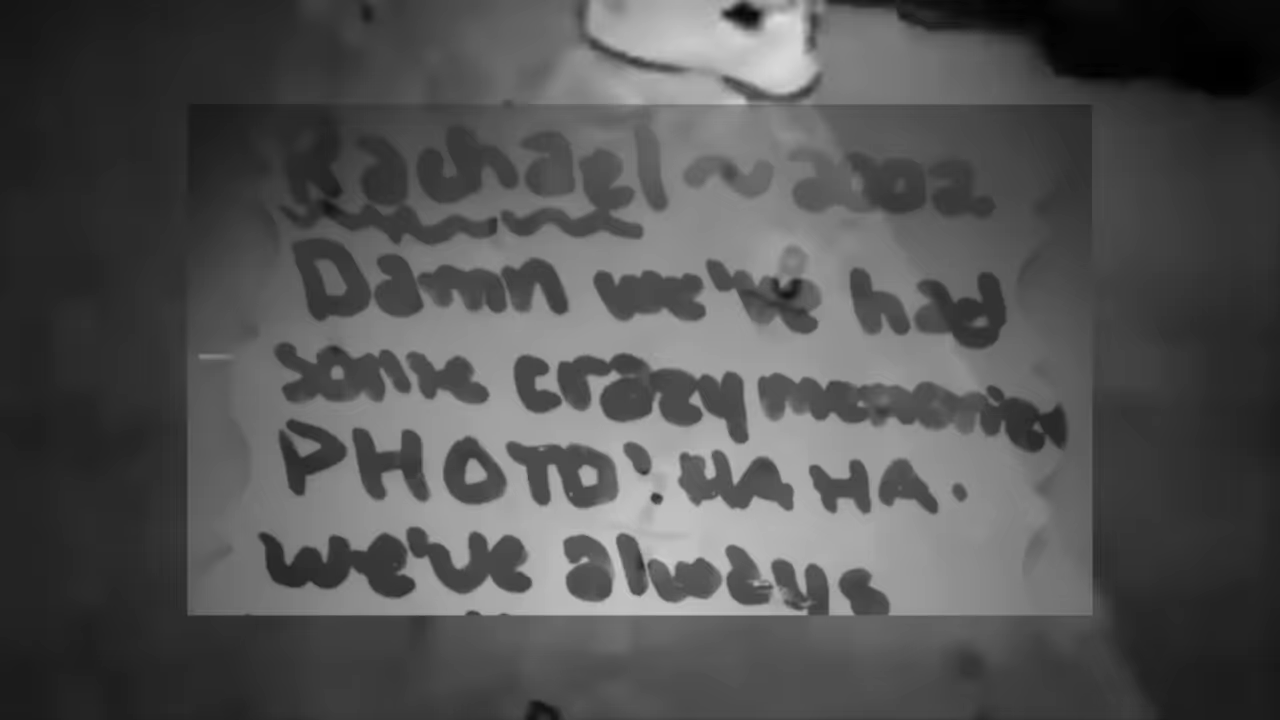 Rachael ~ 2002
Damn we've had
some crazy memories
PHOTO: HA HA.
we've always